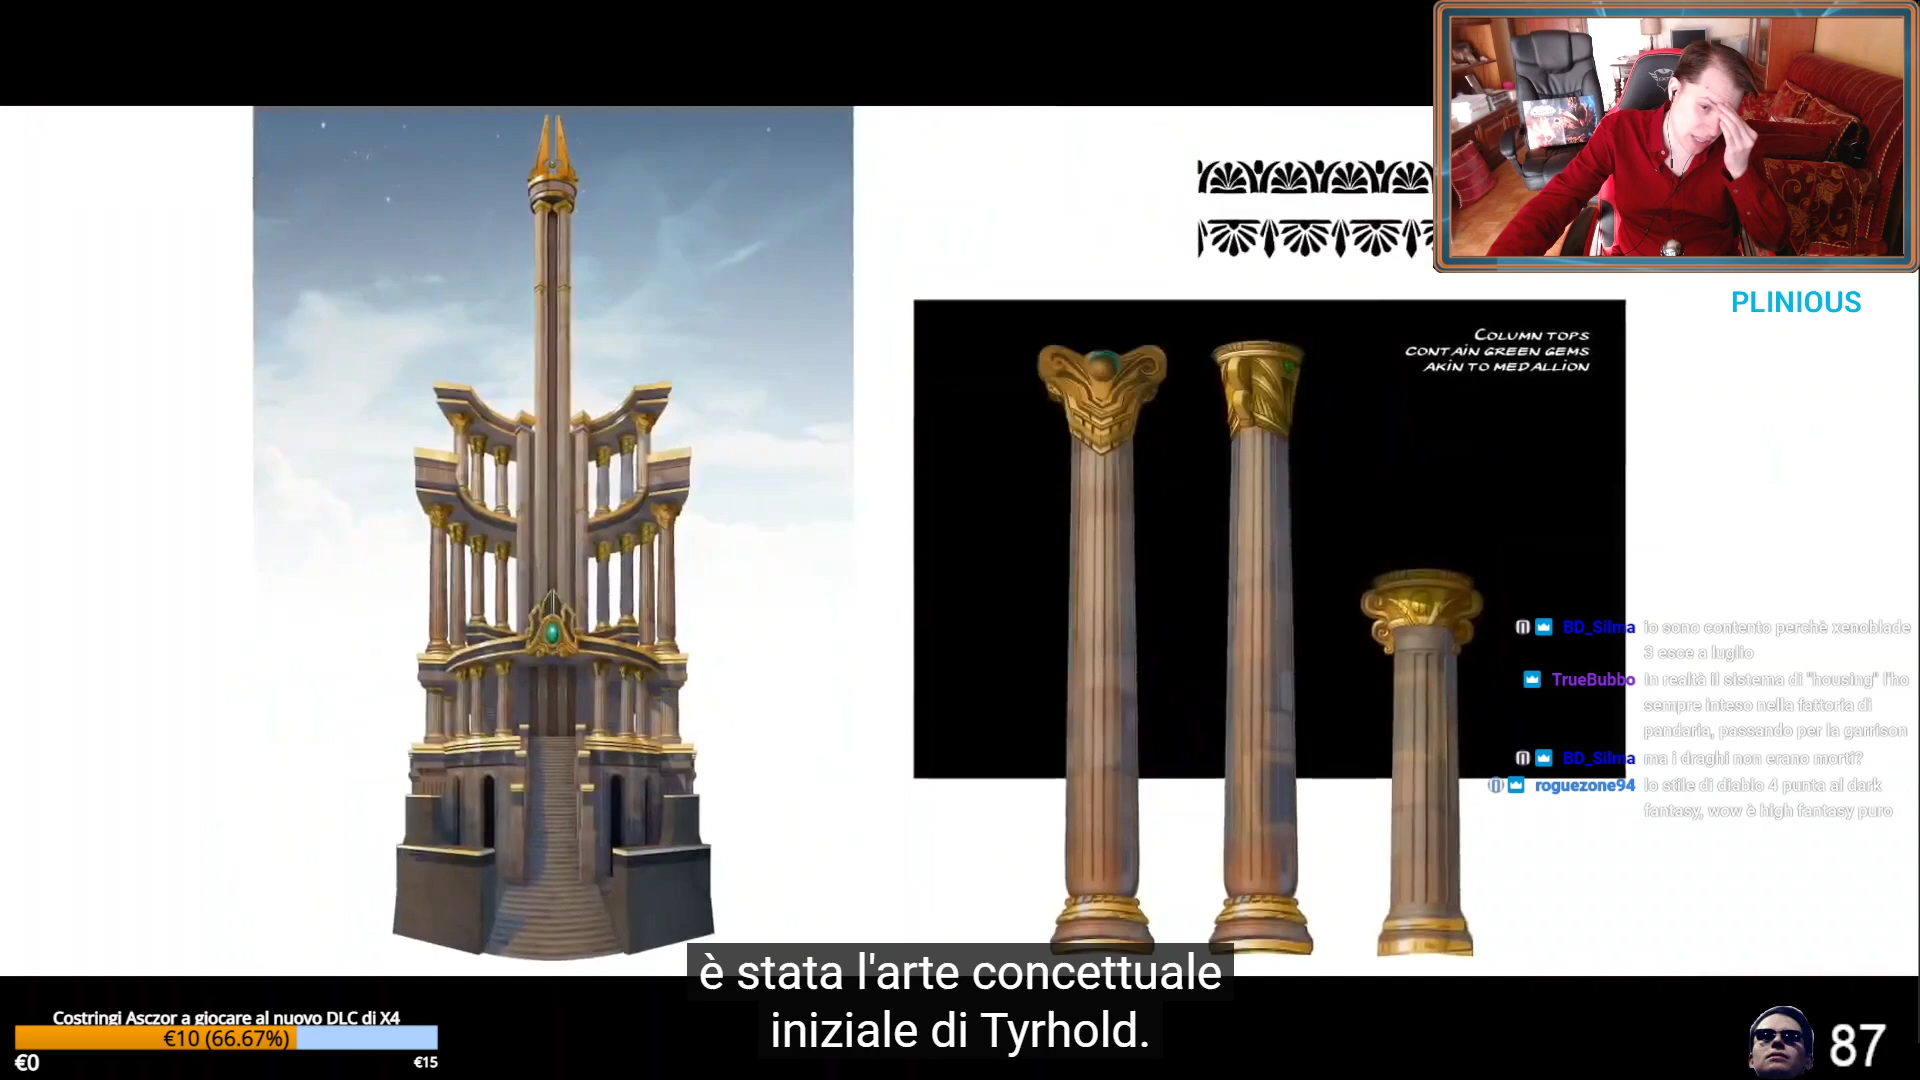 PLINIOUS
COLUMN TOPS
CONTAIN GREEN GEMS
AKIN TO MEDALLION
BD_Silma io sono contento perchè xenoblade
3 esce a luglio
TrueBubbo In realtà il sistema di "housing" l'ho
sempre inteso nella fattoria di
pandaria, passando per la garrison
BD_Silma ma i draghi non erano morti?
roguezone94 lo stile di diablo 4 punta al dark
fantasy, wow è high fantasy puro
è stata l'arte concettuale
iniziale di Tyrhold.
Costringi Asczor a giocare al nuovo DLC di X4
€10 (66.67%)
€0
€15
87